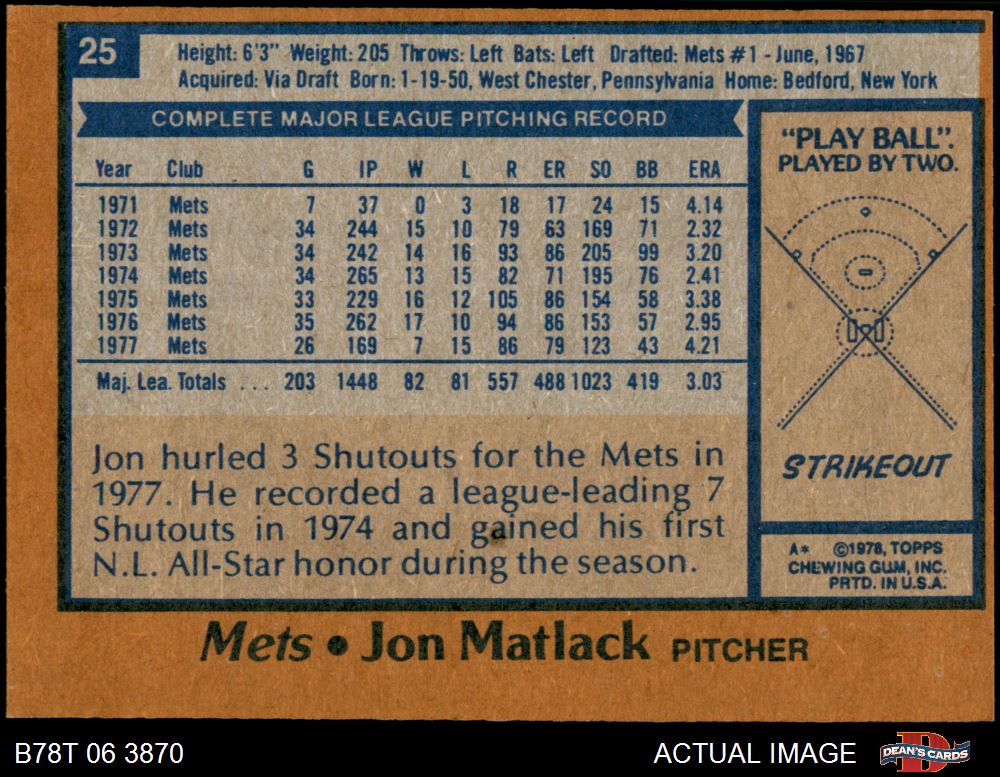 25
Height: 6'3" Weight: 205 Throws: Left Bats: Left Drafted: Mets #1 - June, 1967
Acquired: Via Draft Born: 1-19-50, West Chester, Pennsylvania Home: Bedford, New York
COMPLETE MAJOR LEAGUE PITCHING RECORD
Year Club G IP W L R ER SO BB ERA
1971 Mets 7 37 0 3 18 17 24 15 4.14
1972 Mets 34 244 15 10 79 63 169 71 2.32
1973 Mets 34 242 14 16 93 86 205 99 3.20
1974 Mets 34 265 13 15 82 71 195 76 2.41
1975 Mets 33 229 16 12 105 86 154 58 3.38
1976 Mets 35 262 17 10 94 86 153 57 2.95
1977 Mets 26 169 7 15 86 79 123 43 4.21
Maj. Lea. Totals ... 203 1448 82 81 557 488 1023 419 3.03
Jon hurled 3 Shutouts for the Mets in
1977. He recorded a league-leading 7
Shutouts in 1974 and gained his first
N.L. All-Star honor during the season.
"PLAY BALL".
PLAYED BY TWO.
STRIKEOUT
A* ©1978, TOPPS
CHEWING GUM, INC.
PRTD. IN U.S.A.
Mets • Jon Matlack PITCHER
B78T 06 3870
ACTUAL IMAGE
DEAN'S CARDS